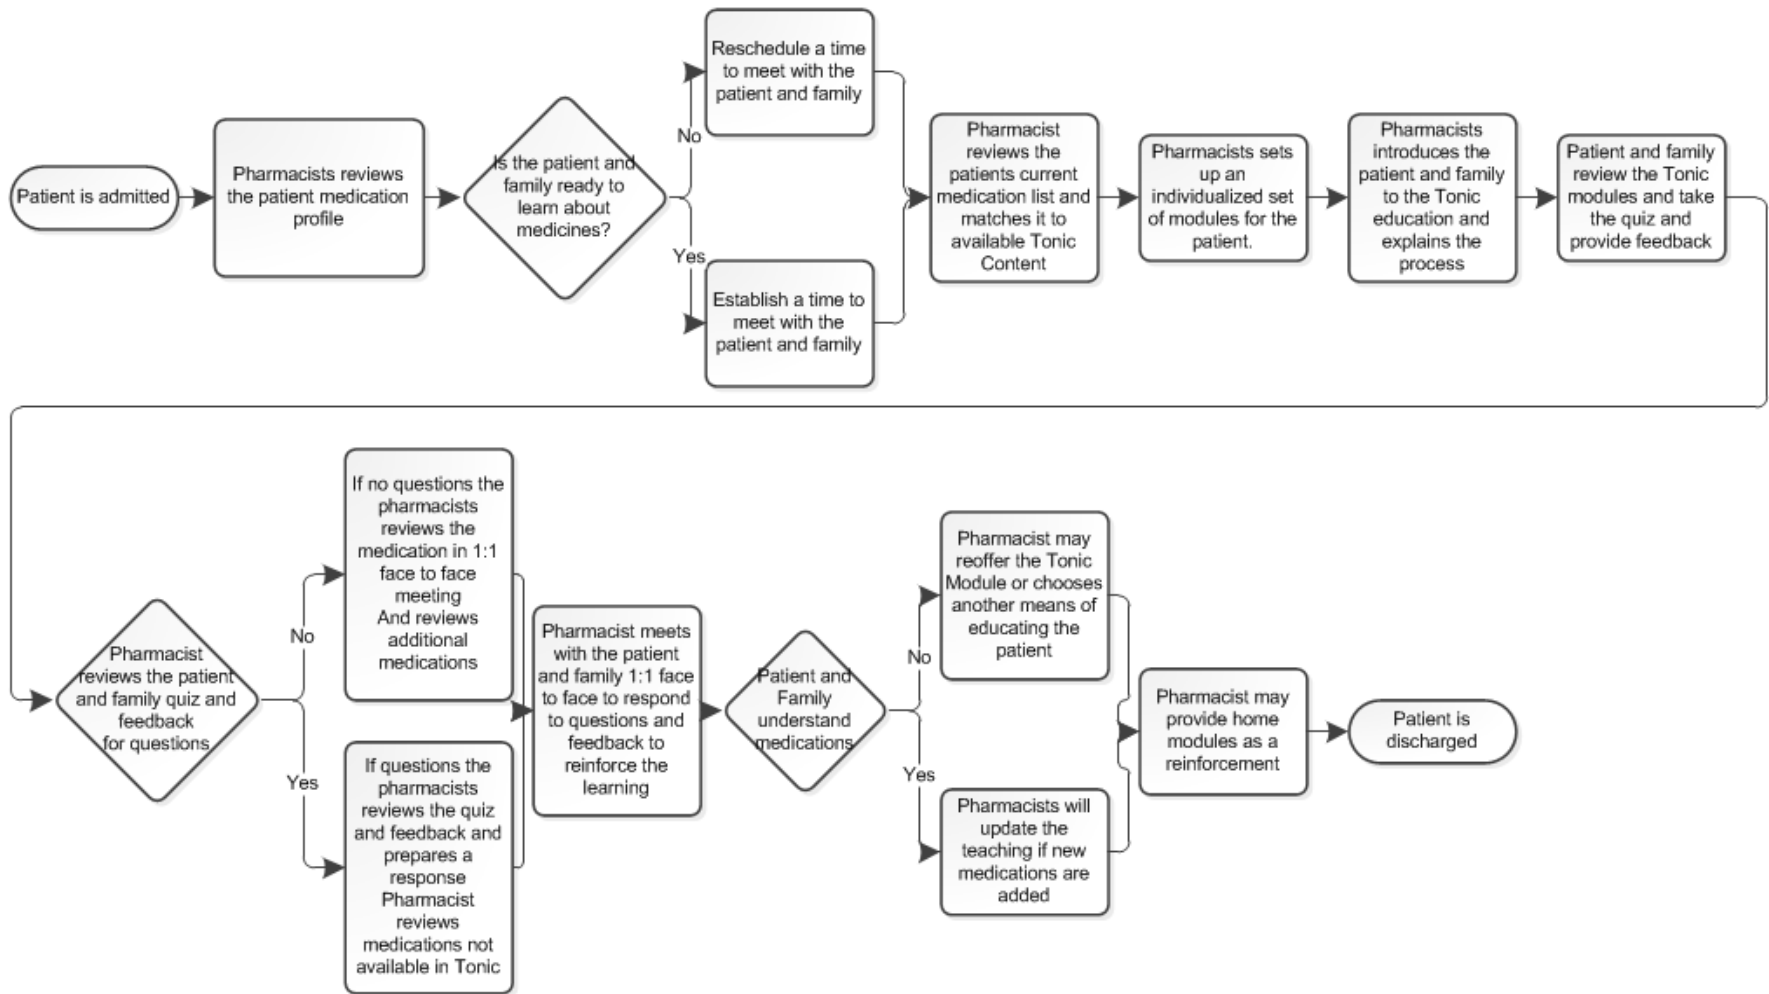 Patient is admitted
Pharmacists reviews
the patient medication
profile
Is the patient and
family ready to
learn about
medicines?
No
Yes
Reschedule a time
to meet with the
patient and family
Establish a time to
meet with the
patient and family
Pharmacist
reviews the
patients current
medication list and
matches it to
available Tonic
Content
Pharmacists sets
up an
individualized set
of modules for the
patient.
Pharmacists
introduces the
patient and family
to the Tonic
education and
explains the
process
Patient and family
review the Tonic
modules and take
the quiz and
provide feedback
Pharmacist
reviews the patient
and family quiz and
feedback
for questions
No
Yes
If no questions the
pharmacists
reviews the
medication in 1:1
face to face
meeting
And reviews
additional
medications
If questions the
pharmacists
reviews the quiz
and feedback and
prepares a
response
Pharmacist
reviews
medications not
available in Tonic
Pharmacist meets
with the patient
and family 1:1 face
to face to respond
to questions and
feedback to
reinforce the
learning
Patient and
Family
understand
medications
No
Yes
Pharmacist may
reoffer the Tonic
Module or chooses
another means of
educating the
patient
Pharmacists will
update the
teaching if new
medications are
added
Pharmacist may
provide home
modules as a
reinforcement
Patient is
discharged